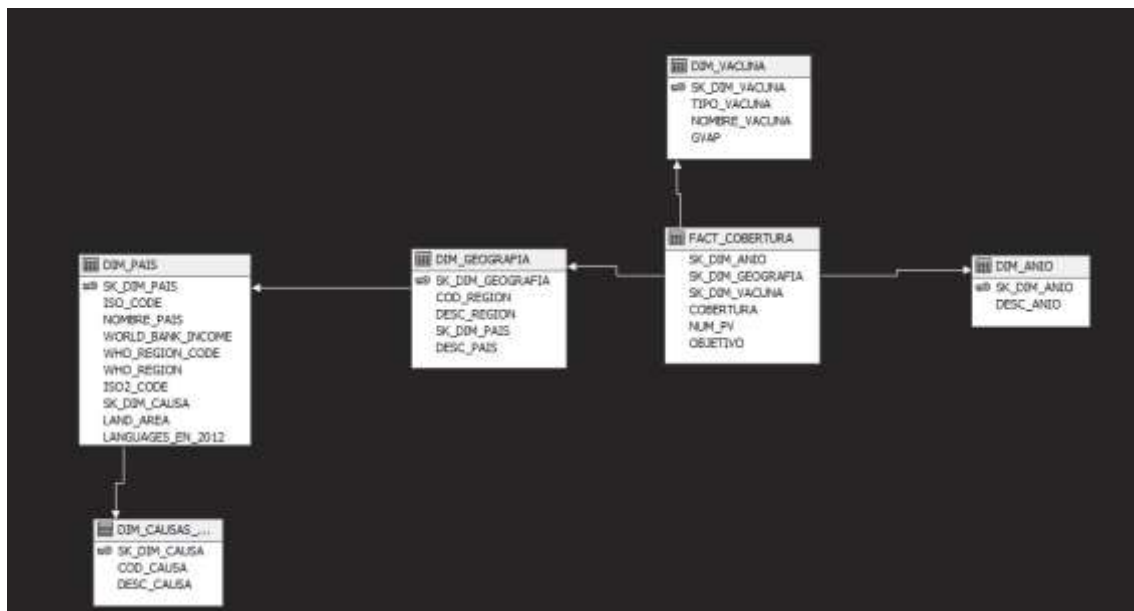 DIM_VACUNA
SK_DIM_VACUNA
TIPO_VACUNA
NOMBRE_VACUNA
GVAP
FACT_COBERTURA
SK_DIM_ANIO
SK_DIM_GEOGRAFIA
SK_DIM_VACUNA
COBERTURA
NUM_PV
OBJETIVO
DIM_GEOGRAFIA
SK_DIM_GEOGRAFIA
COD_REGION
DESC_REGION
SK_DIM_PAIS
DESC_PAIS
DIM_ANIO
SK_DIM_ANIO
DESC_ANIO
DIM_PAIS
SK_DIM_PAIS
ISO_CODE
NOMBRE_PAIS
WORLD_BANK_INCOME
WHO_REGION_CODE
WHO_REGION
ISO2_CODE
SK_DIM_CAUSA
LAND_AREA
LANGUAGES_EN_2012
DIM_CAUSAS_...
SK_DIM_CAUSA
COD_CAUSA
DESC_CAUSA